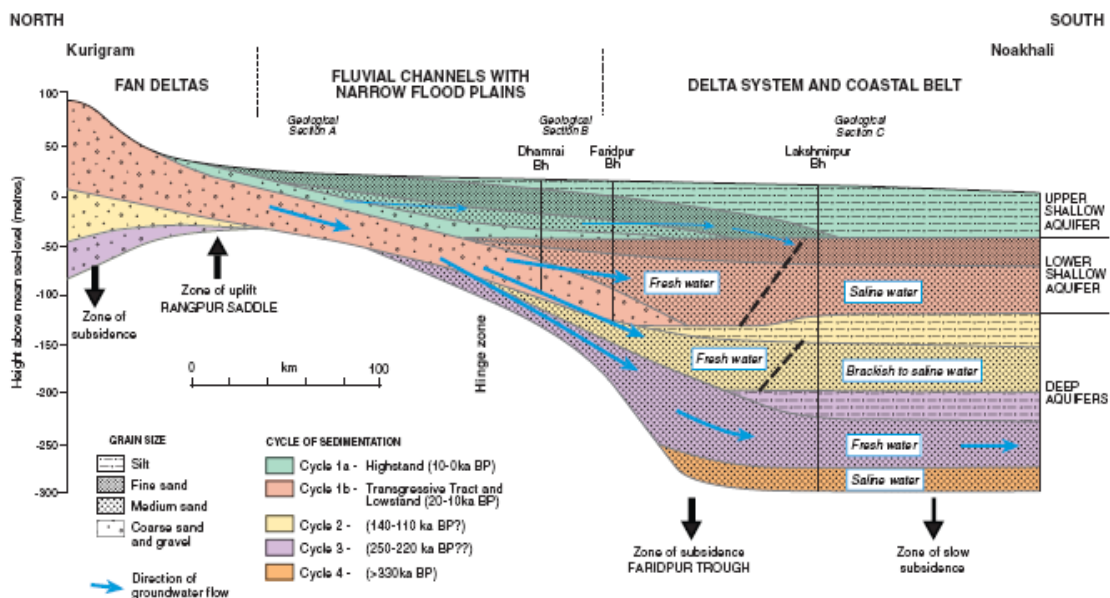 NORTH
SOUTH
Kurigram
Noakhali
FAN DELTAS
FLUVIAL CHANNELS WITH
NARROW FLOOD PLAINS
DELTA SYSTEM AND COASTAL BELT
Geological
Section A
Geological
Section B
Geological
Section C
Dhamrai
Bh
Faridpur
Bh
Lakshmirpur
Bh
Height above mean sea-level (metres)
100
50
0
-50
-100
-150
-200
-250
-300
UPPER
SHALLOW
AQUIFER
LOWER
SHALLOW
AQUIFER
DEEP
AQUIFERS
Zone of
subsidence
Zone of uplift
RANGPUR SADDLE
0 100
km
Hinge zone
Fresh water
Saline water
Fresh water
Brackish to saline water
Fresh water
Saline water
Zone of subsidence
FARIDPUR TROUGH
Zone of slow
subsidence
GRAIN SIZE
Silt
Fine sand
Medium sand
Coarse sand
and gravel
Direction of
groundwater flow
CYCLE OF SEDIMENTATION
Cycle 1a - Highstand (10-0ka BP)
Cycle 1b - Transgressive Tract and
Lowstand (20-10ka BP)
Cycle 2 - (140-110 ka BP?)
Cycle 3 - (250-220 ka BP??)
Cycle 4 - (>330ka BP)